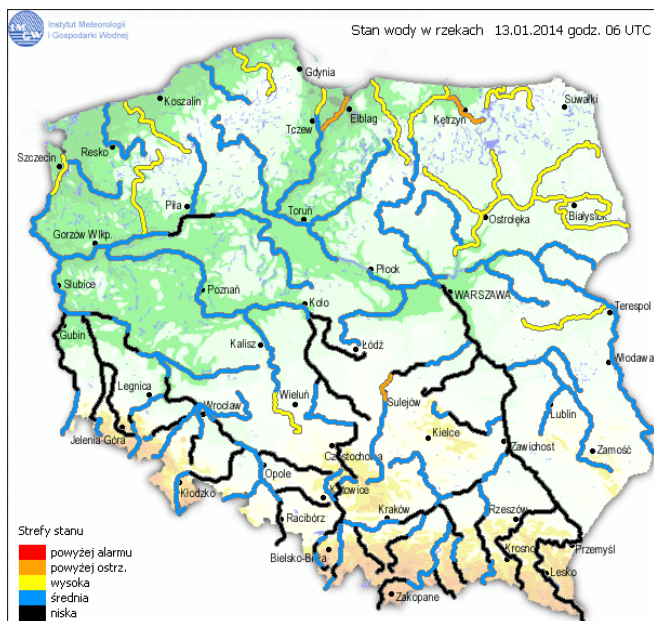 Instytut Meteorologii
i Gospodarki Wodnej
Stan wody w rzekach 13.01.2014 godz. 06 UTC
Gdynia
Koszalin
Suwałki
Elbląg
Kętrzyn
Tczew
Resko
Szczecin
Piła
Toruń
Ostrołęka
Białystok
Gorzów Wlkp.
Płock
Słubice
Poznań
Koło
WARSZAWA
Terespol
Gubin
Kalisz
Łódź
Włodawa
Legnica
Wieluń
Sulejów
Wrocław
Lublin
Jelenia Góra
Kielce
Zawichost
Zamość
Częstochowa
Opole
Kłodzko
Katowice
Racibórz
Kraków
Rzeszów
Strefy stanu
powyżej alarmu
powyżej ostrz.
wysoka
średnia
niska
Bielsko-Biała
Krosno
Przemyśl
Lesko
Zakopane